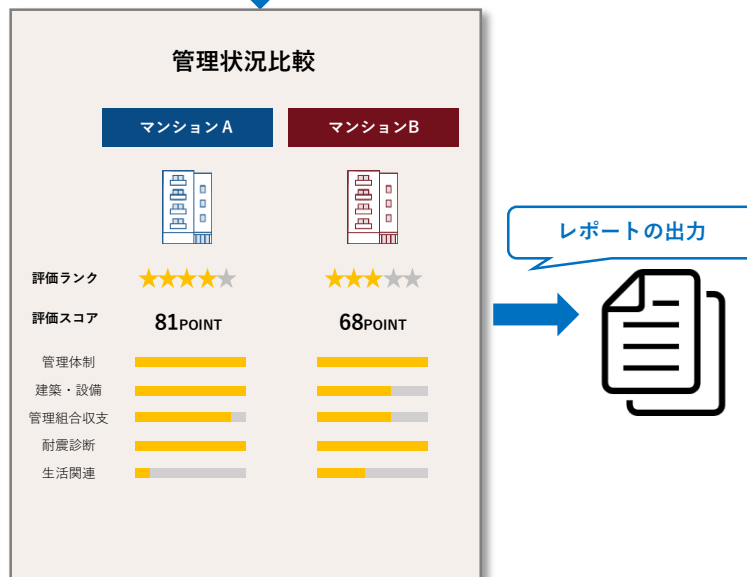 管理状況比較
マンションA
マンションB
レポートの出力
評価ランク
評価スコア
81POINT
68POINT
管理体制
建築・設備
管理組合収支
耐震診断
生活関連